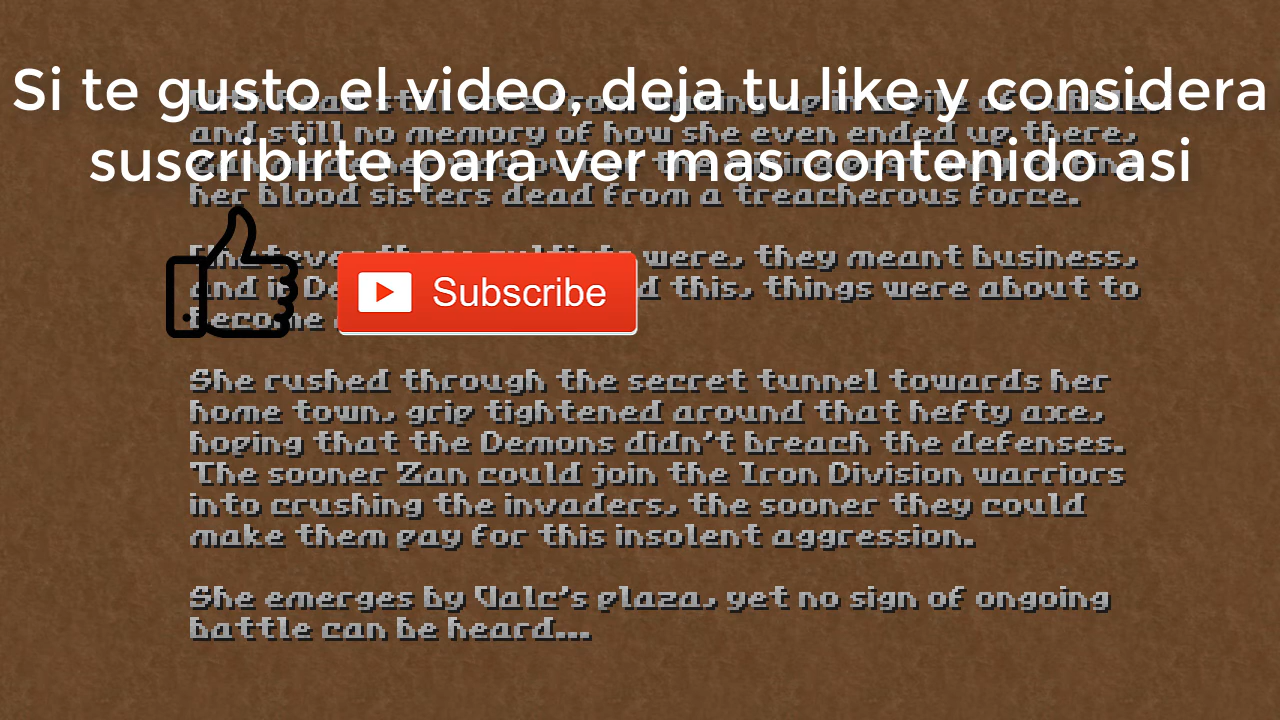 Si te gusto el video, deja tu like y considera
suscribirte para ver mas contenido asi
and still no memory of how she even ended up there,
her blood sisters dead from a treacherous force.
were, they meant business,
this, things were about to
become
Subscribe
She rushed through the secret tunnel towards her
home town, grip tightened around that hefty axe,
hoping that the Demons didn't breach the defenses.
The sooner Zan could join the Iron Division warriors
into crushing the invaders, the sooner they could
make them pay for this insolent aggression.
She emerges by Valc's plaza, yet no sign of ongoing
battle can be heard...